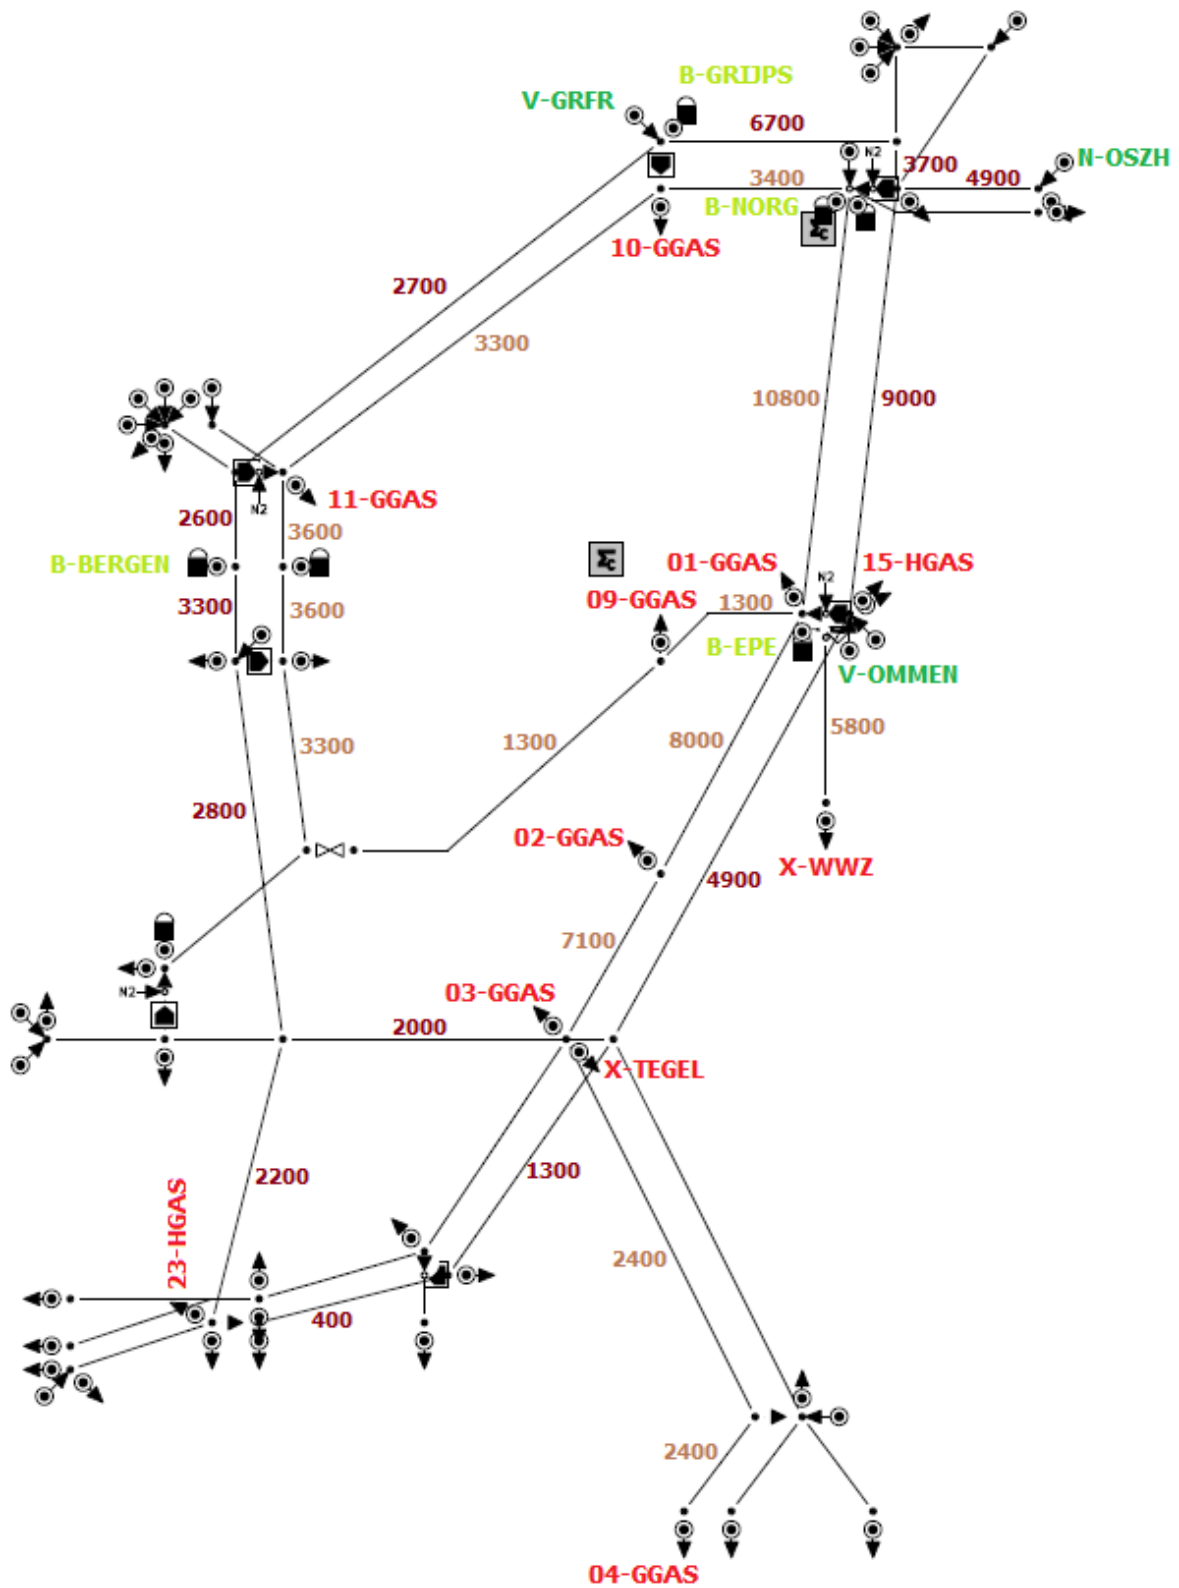 B-GRIJPS
V-GRFR
6700
N2
3700
N-OSZH
4900
3400
B-NORG
Σc
10-GGAS
2700
3300
10800
9000
11-GGAS
N2
2600
3600
B-BERGEN
Σc
01-GGAS
15-HGAS
N2
09-GGAS
1300
3300
3600
B-EPE
V-OMMEN
5800
3300
1300
8000
2800
02-GGAS
X-WWZ
4900
7100
N2
03-GGAS
2000
X-TEGEL
1300
2200
23-HGAS
2400
400
2400
04-GGAS